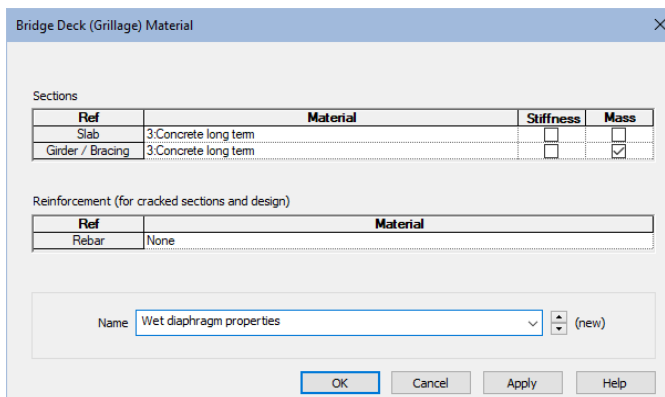 Bridge Deck (Grillage) Material
Sections
Ref Material Stiffness Mass
Slab 3:Concrete long term
Girder / Bracing 3:Concrete long term
Reinforcement (for cracked sections and design)
Ref Material
Rebar None
Name Wet diaphragm properties (new)
OK Cancel Apply Help